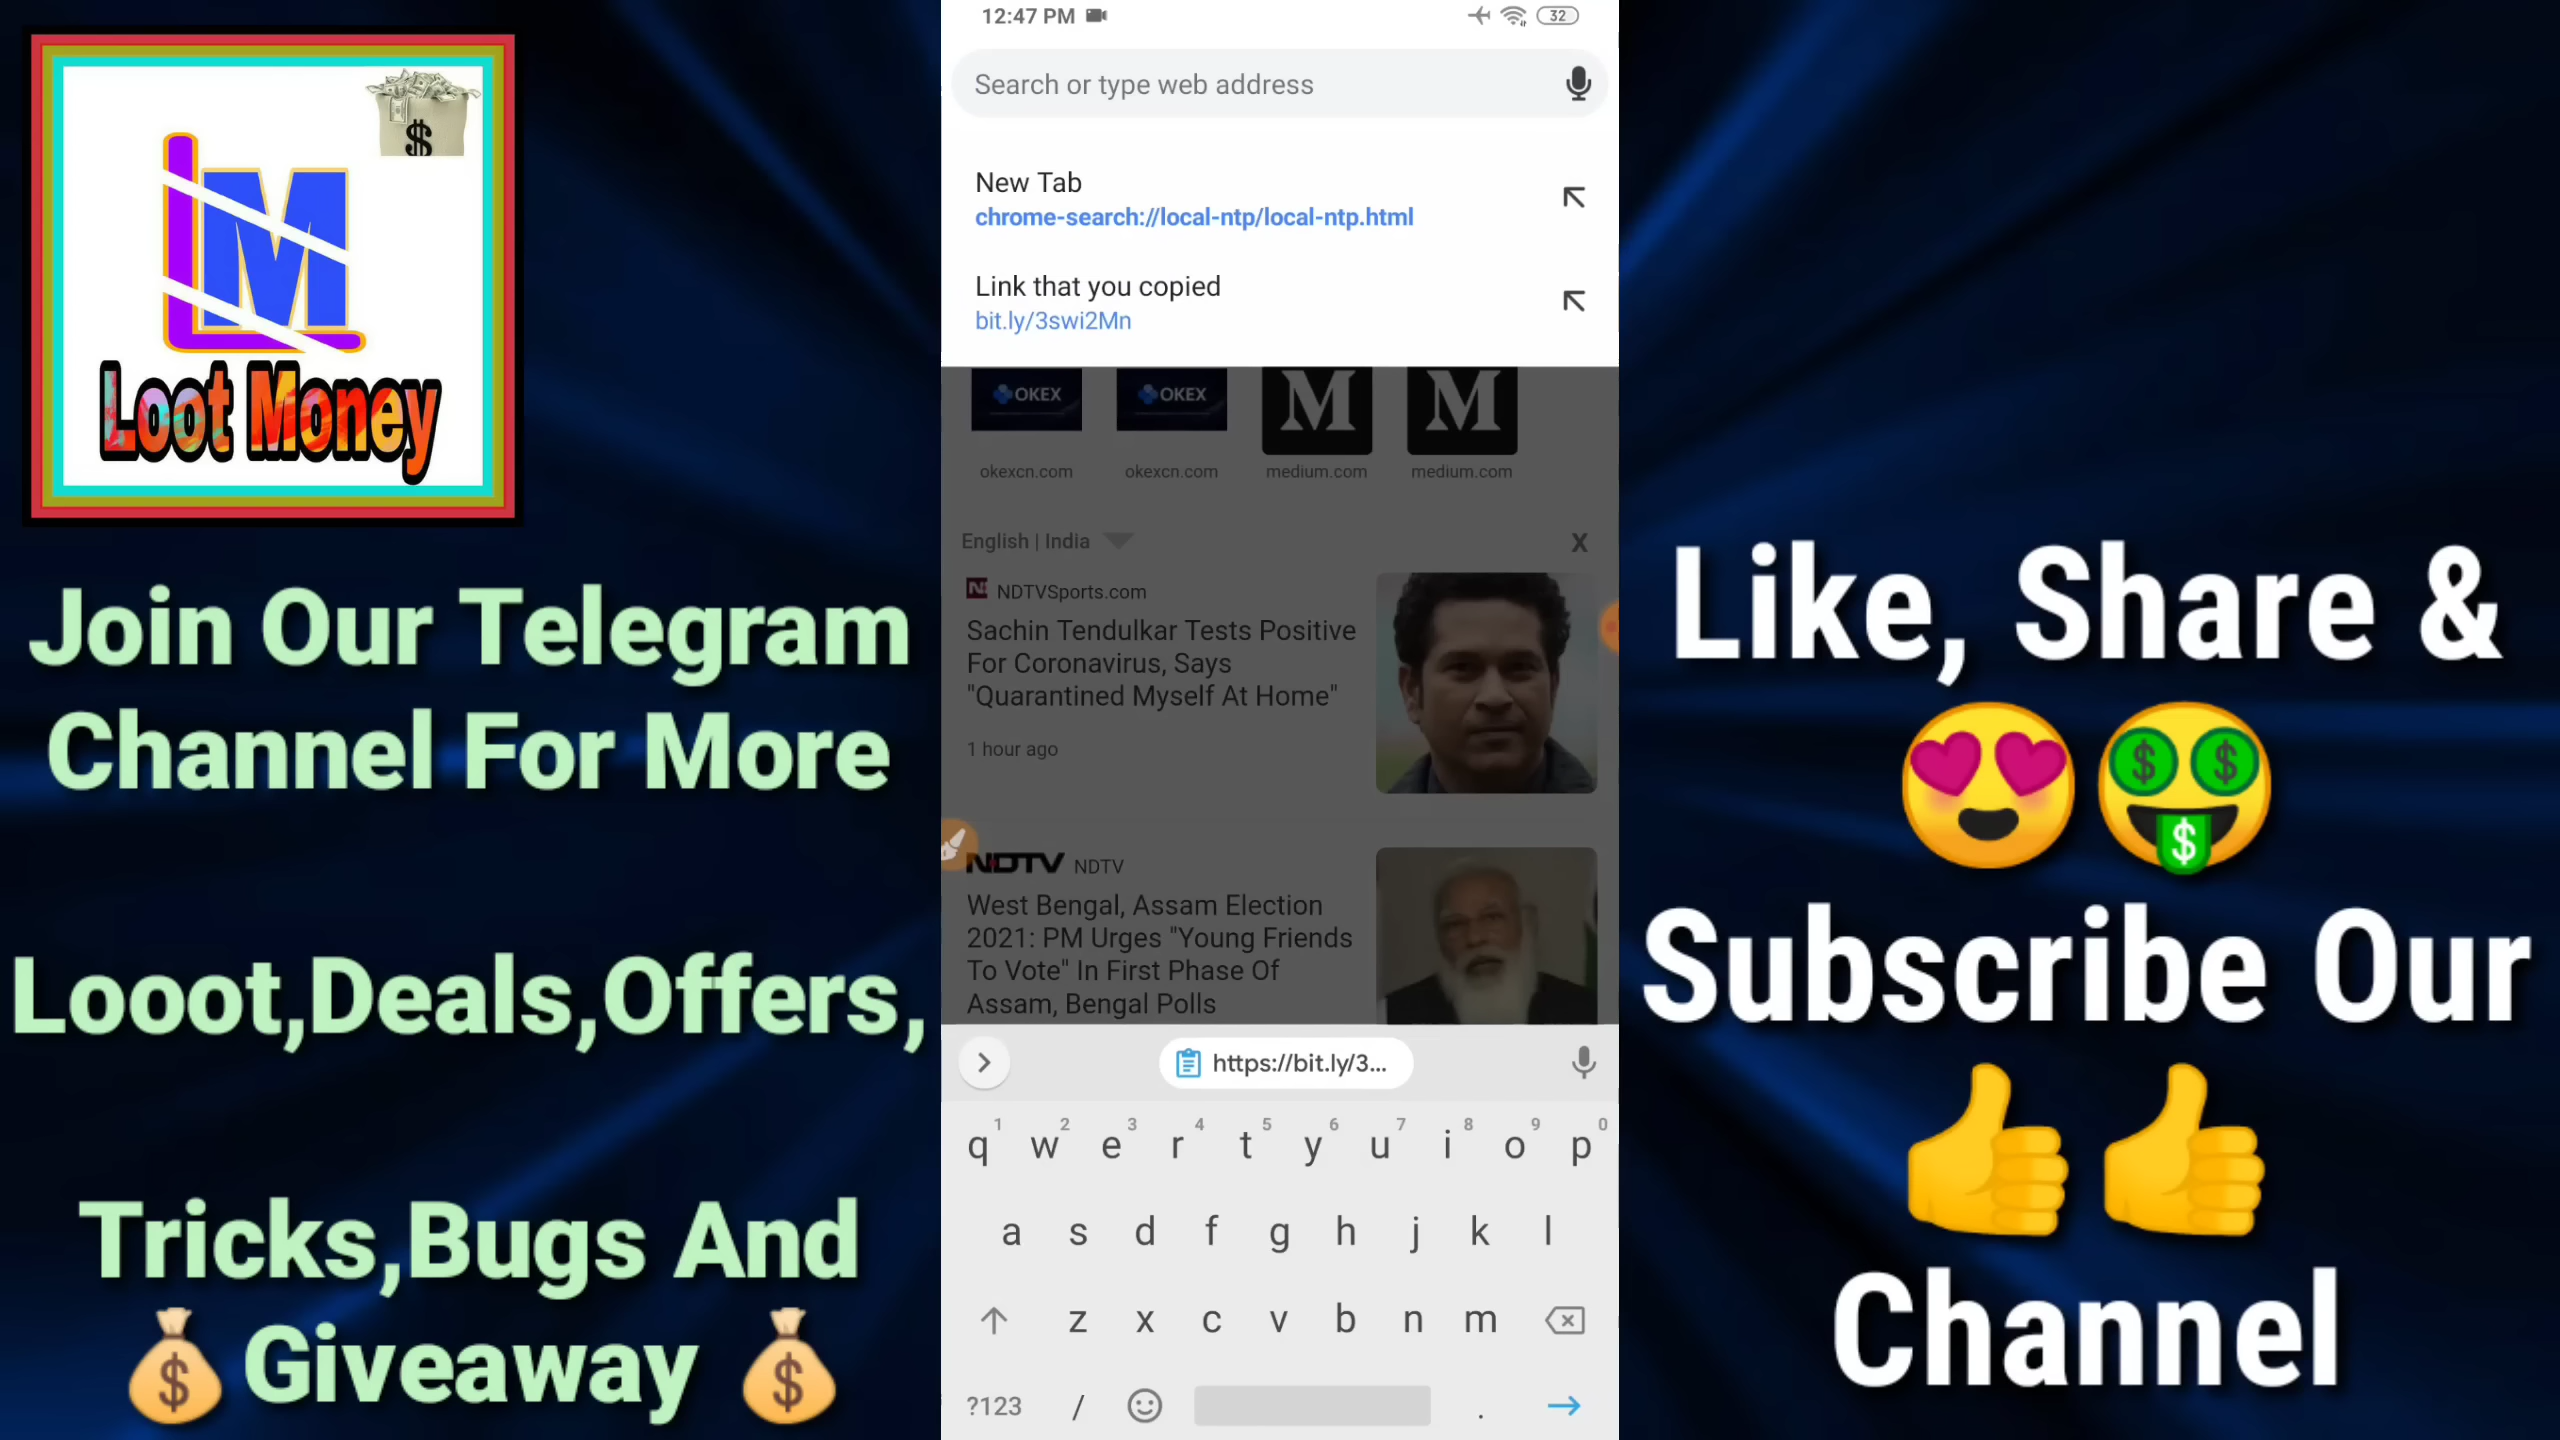 LM
$
Loot Money
Join Our Telegram
Channel For More
Looot,Deals,Offers,
Tricks,Bugs And
Giveaway
12:47 PM
32
Search or type web address
New Tab
chrome-search://local-ntp/local-ntp.html
Link that you copied
bit.ly/3swi2Mn
OKEX
OKEX
M
M
okexcn.com
okexcn.com
medium.com
medium.com
English | India
X
NDTVSports.com
Sachin Tendulkar Tests Positive
For Coronavirus, Says
"Quarantined Myself At Home"
1 hour ago
NDTV NDTV
West Bengal, Assam Election
2021: PM Urges "Young Friends
To Vote" In First Phase Of
Assam, Bengal Polls
https://bit.ly/3...
1 2 3 4 5 6 7 8 9 0
q w e r t y u i o p
a s d f g h j k l
z x c v b n m
?123 / .
Like, Share &
Subscribe Our
Channel